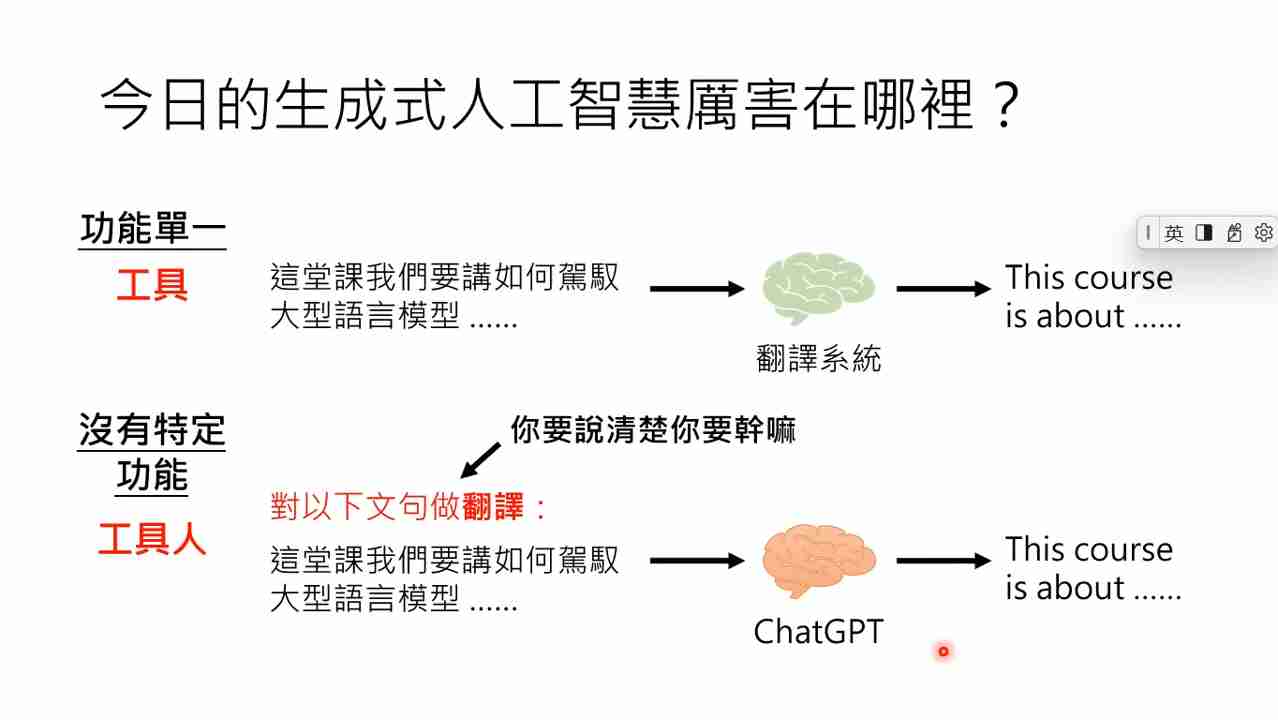 今日的生成式人工智慧厲害在哪裡？
功能單一
工具
這堂課我們要講如何駕馭
大型語言模型 ......
翻譯系統
This course
is about ......
英
沒有特定
功能
工具人
你要說清楚你要幹嘛
對以下文句做翻譯：
這堂課我們要講如何駕馭
大型語言模型 ......
ChatGPT
This course
is about ......